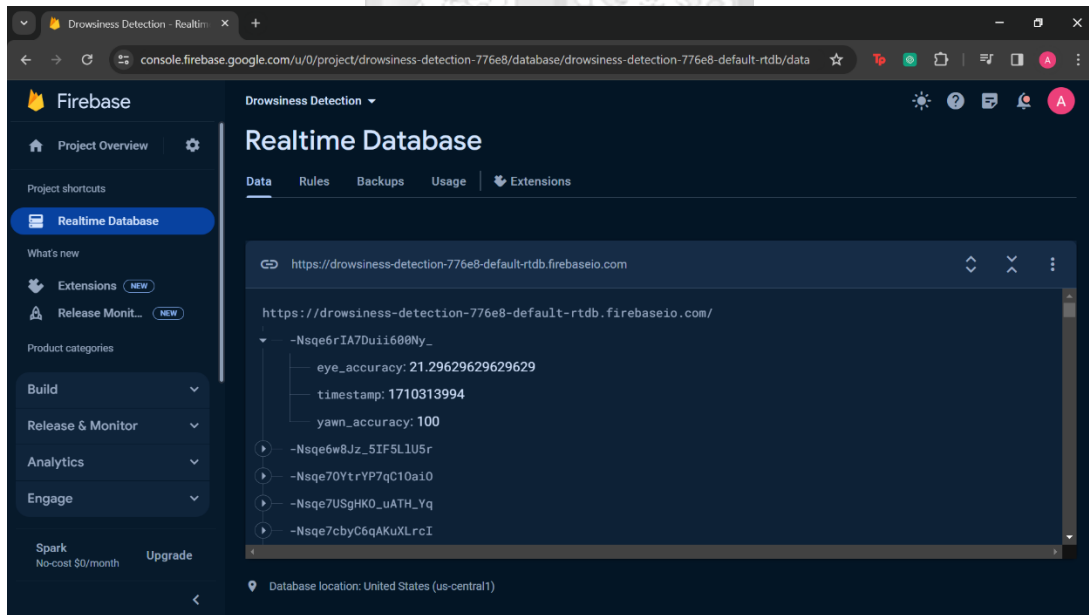 Drowsiness Detection - Realtim
console.firebase.google.com/u/0/project/drowsiness-detection-776e8/database/drowsiness-detection-776e8-default-rtdb/data
Tp
A
Firebase
Drowsiness Detection
A
Project Overview
Realtime Database
Project shortcuts
Data Rules Backups Usage Extensions
Realtime Database
What's new
Extensions NEW
Release Monit... NEW
Product categories
Build
Release & Monitor
Analytics
Engage
Spark
No-cost $0/month
Upgrade
https://drowsiness-detection-776e8-default-rtdb.firebaseio.com
https://drowsiness-detection-776e8-default-rtdb.firebaseio.com/
-Nsqe6rIA7Duii600Ny_
eye_accuracy: 21.29629629629629
timestamp: 1710313994
yawn_accuracy: 100
-Nsqe6w8Jz_5IF5LlU5r
-Nsqe7OYtrYP7qC1OaiO
-Nsqe7USgHKO_uATH_Yq
-Nsqe7cbyC6qAKuXLrcI
Database location: United States (us-central1)